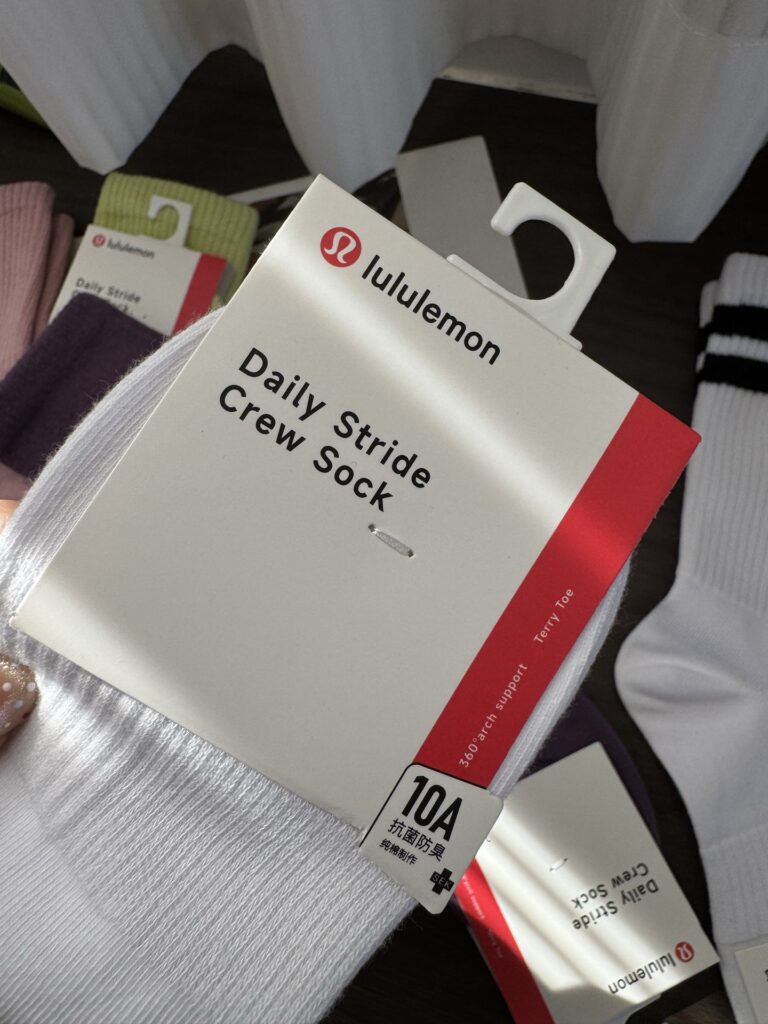 lululemon
Daily Stride
Crew Sock
360°arch support
Terry Toe
10A
抗菌防臭
纯棉制作
lululemon
Daily Stride
lululemon
Daily Stride
Crew Sock